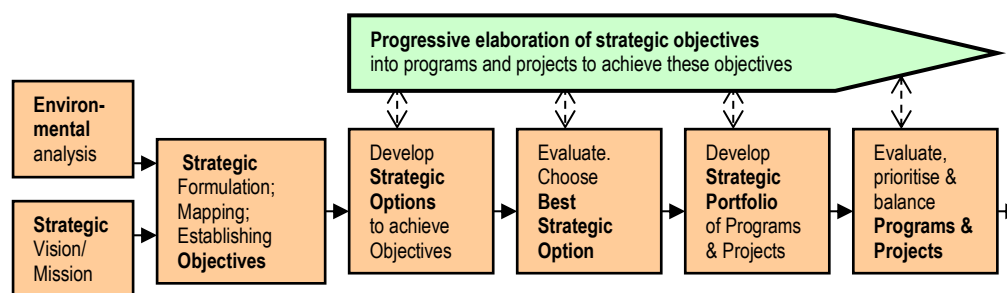 Progressive elaboration of strategic objectives
into programs and projects to achieve these objectives
Environ-
mental
analysis
Strategic
Vision/
Mission
Strategic
Formulation;
Mapping;
Establishing
Objectives
Develop
Strategic
Options
to achieve
Objectives
Evaluate.
Choose
Best
Strategic
Option
Develop
Strategic
Portfolio
of Programs
& Projects
Evaluate,
prioritise &
balance
Programs &
Projects